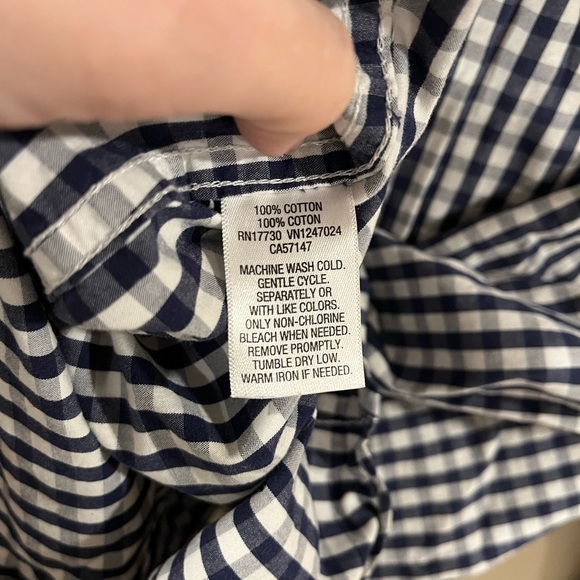 100% COTTON
100% COTON
RN17730 VN1247024
CA57147
MACHINE WASH COLD.
GENTLE CYCLE.
SEPARATELY OR
WITH LIKE COLORS.
ONLY NON-CHLORINE
BLEACH WHEN NEEDED.
REMOVE PROMPTLY.
TUMBLE DRY LOW.
WARM IRON IF NEEDED.